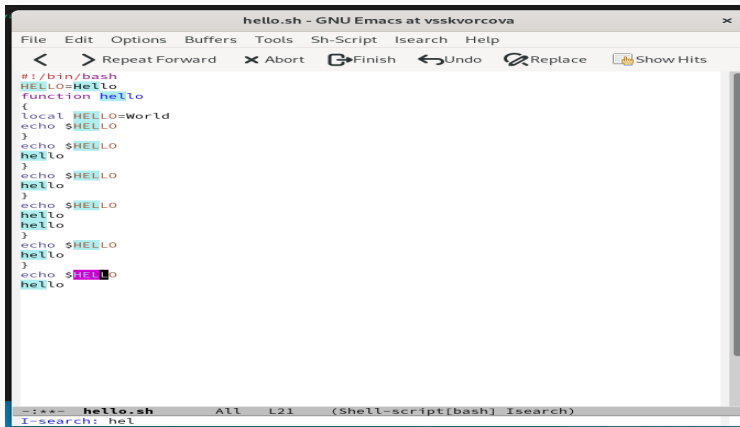 hello.sh - GNU Emacs at vsskvorcova
File Edit Options Buffers Tools Sh-Script Isearch Help
Repeat Forward Abort Finish Undo Replace Show Hits
#!/bin/bash
HELLO=Hello
function hello
{
local HELLO=World
echo $HELLO
}
echo $HELLO
hello
}
echo $HELLO
hello
}
echo $HELLO
hello
hello
}
echo $HELLO
hello
}
echo $HELLO
hello
-:**- hello.sh All L21 (Shell-script[bash] Isearch)
I-search: hel